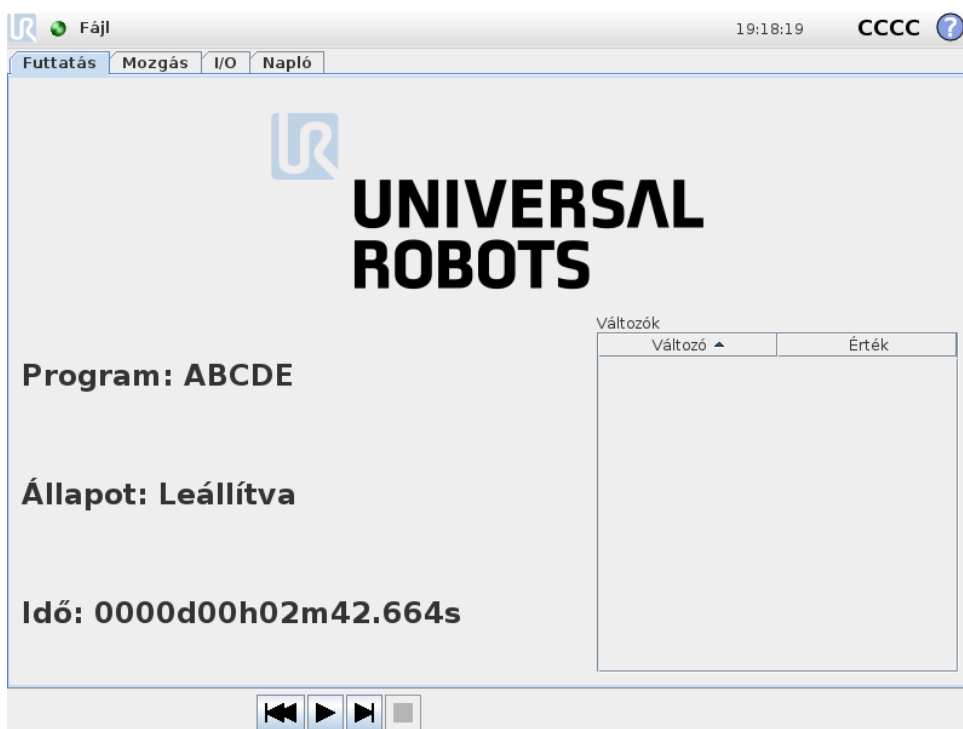 Fájl
19:18:19
CCCC
?
Futtatás
Mozgás
I/O
Napló
UR
UNIVERSAL
ROBOTS
Változók
Változó
Érték
Program: ABCDE
Állapot: Leállítva
Idő: 0000d00h02m42.664s